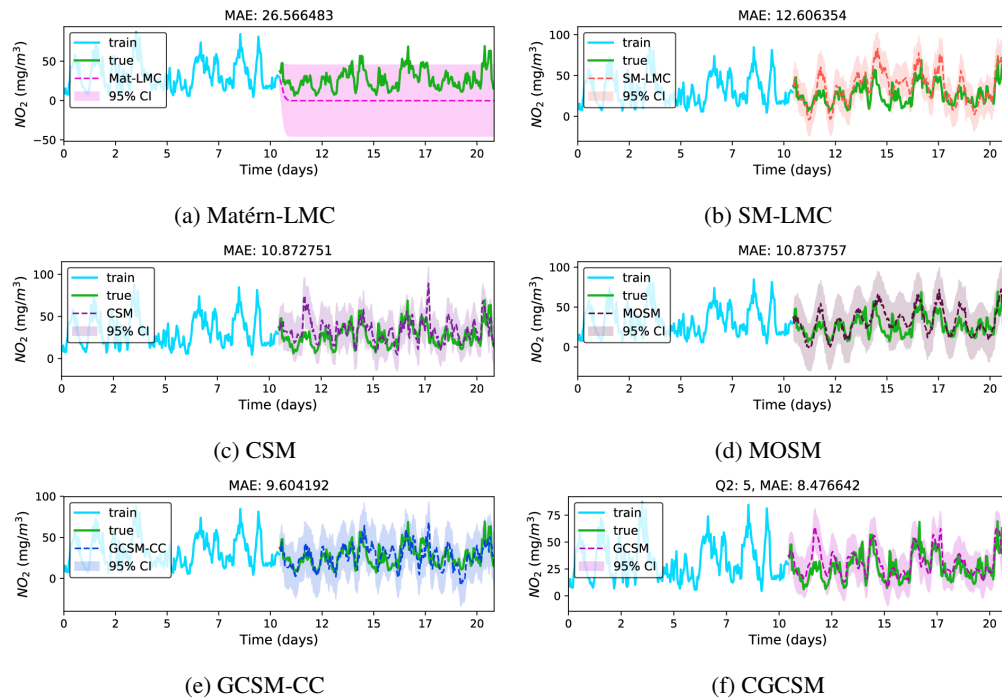 MAE: 26.566483
NO₂ (mg/m³)
50
0
−50
train
true
Mat-LMC
95% CI
0 2 5 7 10 12 15 17 20
Time (days)
(a) Matérn-LMC
MAE: 12.606354
NO₂ (mg/m³)
100
50
0
train
true
SM-LMC
95% CI
0 2 5 7 10 12 15 17 20
Time (days)
(b) SM-LMC
MAE: 10.872751
NO₂ (mg/m³)
100
50
0
train
true
CSM
95% CI
0 2 5 7 10 12 15 17 20
Time (days)
(c) CSM
MAE: 10.873757
NO₂ (mg/m³)
100
50
0
train
true
MOSM
95% CI
0 2 5 7 10 12 15 17 20
Time (days)
(d) MOSM
MAE: 9.604192
NO₂ (mg/m³)
100
50
0
train
true
GCSM-CC
95% CI
0 2 5 7 10 12 15 17 20
Time (days)
(e) GCSM-CC
Q2: 5, MAE: 8.476642
NO₂ (mg/m³)
75
50
25
0
train
true
GCSM
95% CI
0 2 5 7 10 12 15 17 20
Time (days)
(f) CGCSM